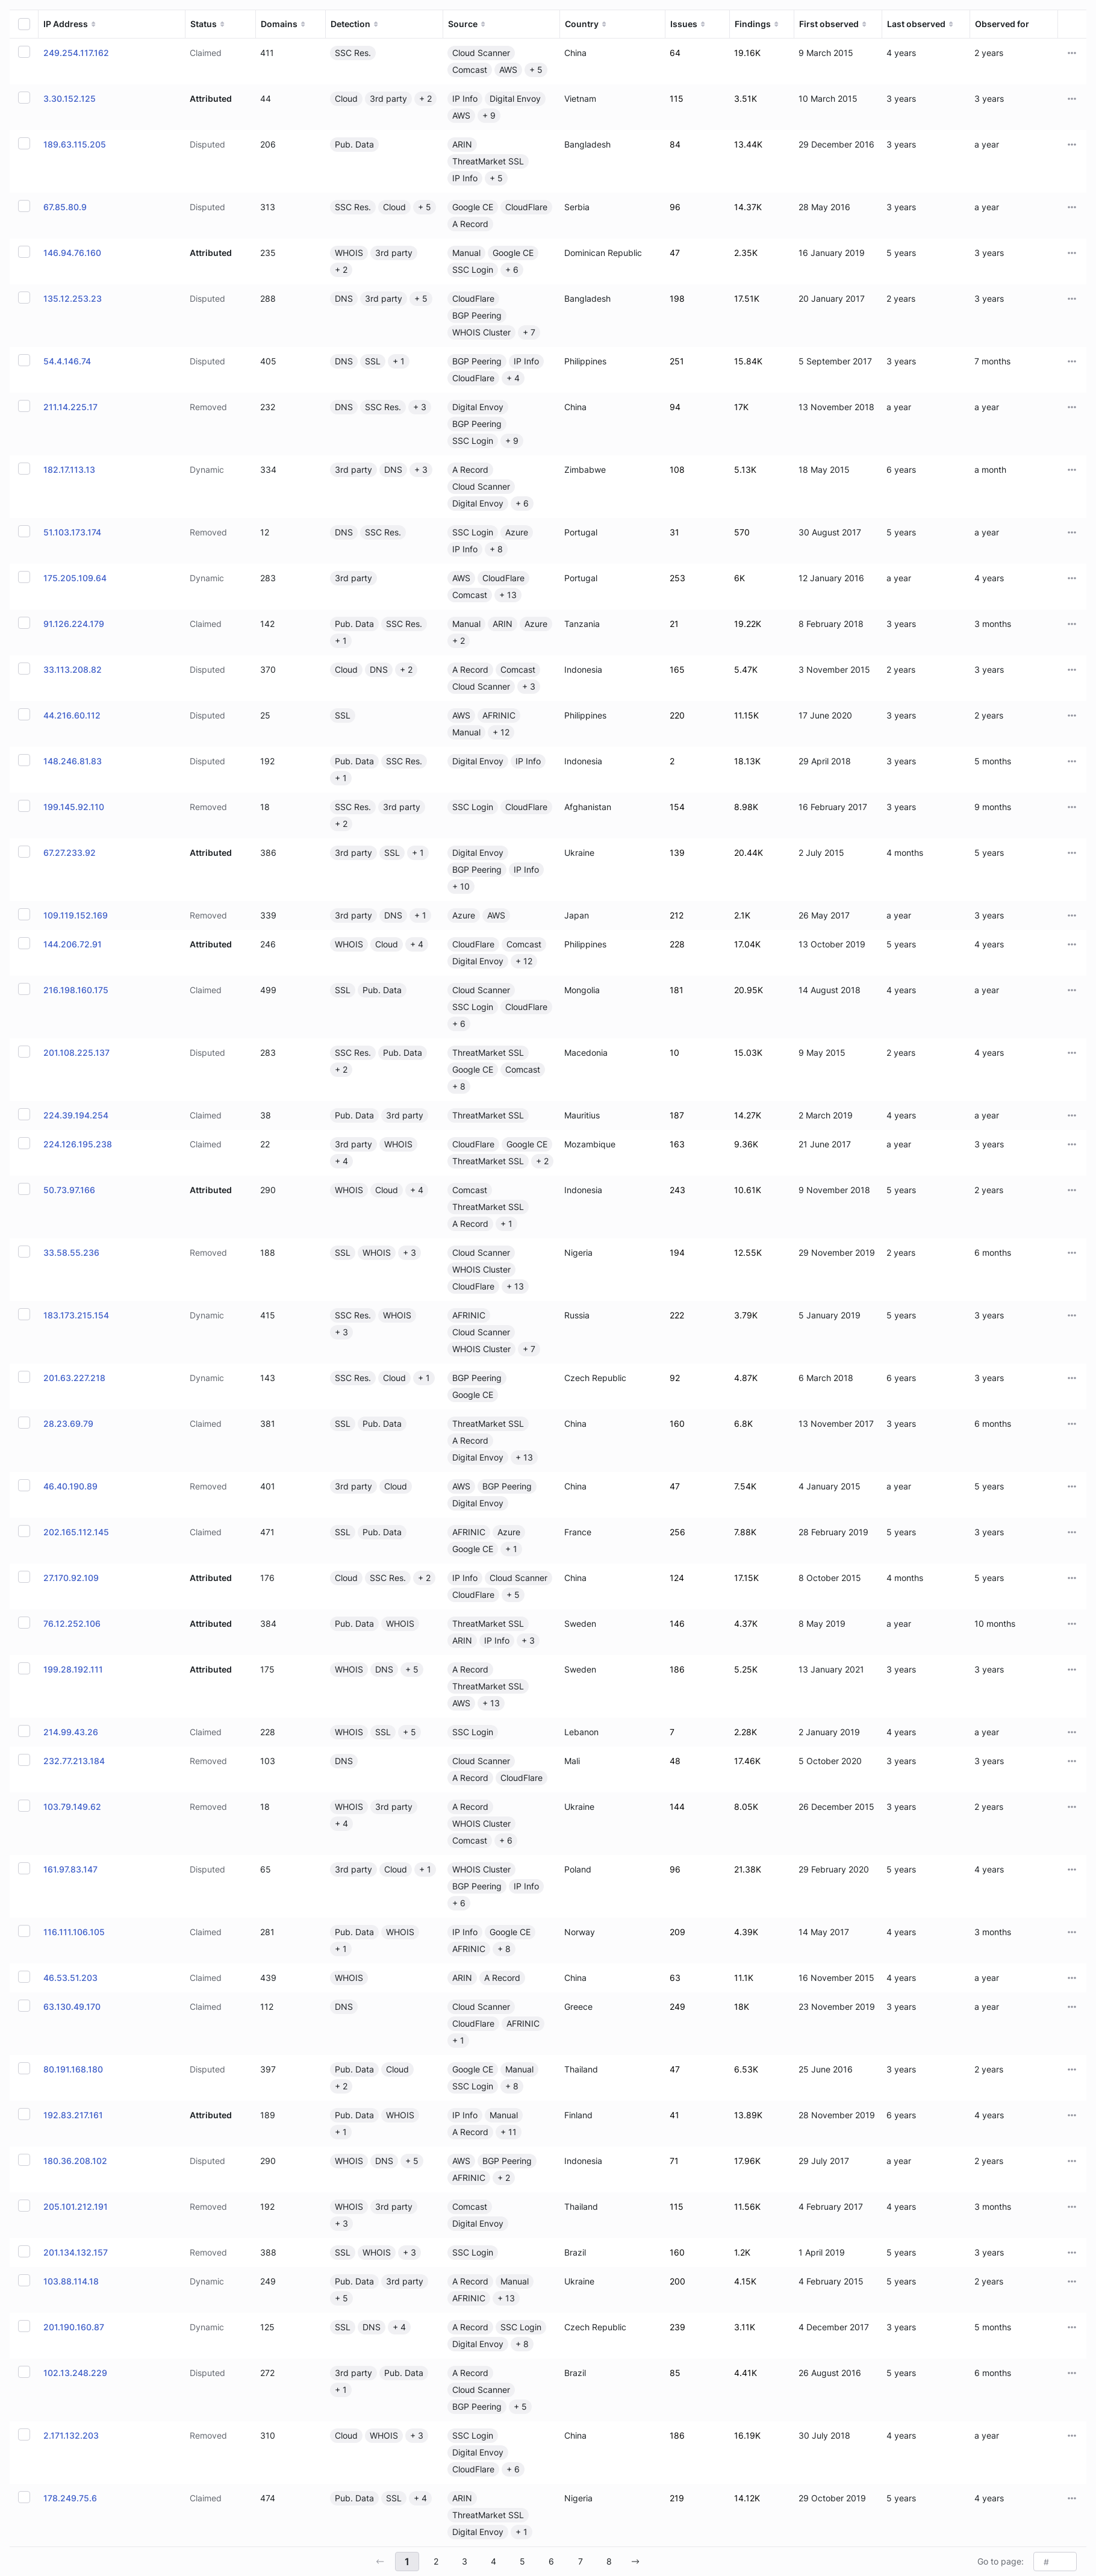 IP Address Status Domains Detection Source Country Issues Findings First observed Last observed Observed for
249.254.117.162 Claimed 411 SSC Res. Cloud Scanner China 64 19.16K 9 March 2015 4 years 2 years
Comcast AWS + 5
3.30.152.125 Attributed 44 Cloud 3rd party + 2 IP Info Digital Envoy Vietnam 115 3.51K 10 March 2015 3 years 3 years
AWS + 9
189.63.115.205 Disputed 206 Pub. Data ARIN Bangladesh 84 13.44K 29 December 2016 3 years a year
ThreatMarket SSL
IP Info + 5
67.85.80.9 Disputed 313 SSC Res. Cloud + 5 Google CE CloudFlare Serbia 96 14.37K 28 May 2016 3 years a year
A Record
146.94.76.160 Attributed 235 WHOIS 3rd party Manual Google CE Dominican Republic 47 2.35K 16 January 2019 5 years 3 years
+ 2 SSC Login + 6
135.12.253.23 Disputed 288 DNS 3rd party + 5 CloudFlare Bangladesh 198 17.51K 20 January 2017 2 years 3 years
BGP Peering
WHOIS Cluster + 7
54.4.146.74 Disputed 405 DNS SSL + 1 BGP Peering IP Info Philippines 251 15.84K 5 September 2017 3 years 7 months
CloudFlare + 4
211.14.225.17 Removed 232 DNS SSC Res. + 3 Digital Envoy China 94 17K 13 November 2018 a year a year
BGP Peering
SSC Login + 9
182.17.113.13 Dynamic 334 3rd party DNS + 3 A Record Zimbabwe 108 5.13K 18 May 2015 6 years a month
Cloud Scanner
Digital Envoy + 6
51.103.173.174 Removed 12 DNS SSC Res. SSC Login Azure Portugal 31 570 30 August 2017 5 years a year
IP Info + 8
175.205.109.64 Dynamic 283 3rd party AWS CloudFlare Portugal 253 6K 12 January 2016 a year 4 years
Comcast + 13
91.126.224.179 Claimed 142 Pub. Data SSC Res. Manual ARIN Azure Tanzania 21 19.22K 8 February 2018 3 years 3 months
+ 1 + 2
33.113.208.82 Disputed 370 Cloud DNS + 2 A Record Comcast Indonesia 165 5.47K 3 November 2015 2 years 3 years
Cloud Scanner + 3
44.216.60.112 Disputed 25 SSL AWS AFRINIC Philippines 220 11.15K 17 June 2020 3 years 2 years
Manual + 12
148.246.81.83 Disputed 192 Pub. Data SSC Res. Digital Envoy IP Info Indonesia 2 18.13K 29 April 2018 3 years 5 months
+ 1
199.145.92.110 Removed 18 SSC Res. 3rd party SSC Login CloudFlare Afghanistan 154 8.98K 16 February 2017 3 years 9 months
+ 2
67.27.233.92 Attributed 386 3rd party SSL + 1 Digital Envoy Ukraine 139 20.44K 2 July 2015 4 months 5 years
BGP Peering IP Info
+ 10
109.119.152.169 Removed 339 3rd party DNS + 1 Azure AWS Japan 212 2.1K 26 May 2017 a year 3 years
144.206.72.91 Attributed 246 WHOIS Cloud + 4 CloudFlare Comcast Philippines 228 17.04K 13 October 2019 5 years 4 years
Digital Envoy + 12
216.198.160.175 Claimed 499 SSL Pub. Data Cloud Scanner Mongolia 181 20.95K 14 August 2018 4 years a year
SSC Login CloudFlare
+ 6
201.108.225.137 Disputed 283 SSC Res. Pub. Data ThreatMarket SSL Macedonia 10 15.03K 9 May 2015 2 years 4 years
+ 2 Google CE Comcast
+ 8
224.39.194.254 Claimed 38 Pub. Data 3rd party ThreatMarket SSL Mauritius 187 14.27K 2 March 2019 4 years a year
224.126.195.238 Claimed 22 3rd party WHOIS CloudFlare Google CE Mozambique 163 9.36K 21 June 2017 a year 3 years
+ 4 ThreatMarket SSL + 2
50.73.97.166 Attributed 290 WHOIS Cloud + 4 Comcast Indonesia 243 10.61K 9 November 2018 5 years 2 years
ThreatMarket SSL
A Record + 1
33.58.55.236 Removed 188 SSL WHOIS + 3 Cloud Scanner Nigeria 194 12.55K 29 November 2019 2 years 6 months
WHOIS Cluster
CloudFlare + 13
183.173.215.154 Dynamic 415 SSC Res. WHOIS AFRINIC Russia 222 3.79K 5 January 2019 5 years 3 years
+ 3 Cloud Scanner
WHOIS Cluster + 7
201.63.227.218 Dynamic 143 SSC Res. Cloud + 1 BGP Peering Czech Republic 92 4.87K 6 March 2018 6 years 3 years
Google CE
28.23.69.79 Claimed 381 SSL Pub. Data ThreatMarket SSL China 160 6.8K 13 November 2017 3 years 6 months
A Record
Digital Envoy + 13
46.40.190.89 Removed 401 3rd party Cloud AWS BGP Peering China 47 7.54K 4 January 2015 a year 5 years
Digital Envoy
202.165.112.145 Claimed 471 SSL Pub. Data AFRINIC Azure France 256 7.88K 28 February 2019 5 years 3 years
Google CE + 1
27.170.92.109 Attributed 176 Cloud SSC Res. + 2 IP Info Cloud Scanner China 124 17.15K 8 October 2015 4 months 5 years
CloudFlare + 5
76.12.252.106 Attributed 384 Pub. Data WHOIS ThreatMarket SSL Sweden 146 4.37K 8 May 2019 a year 10 months
ARIN IP Info + 3
199.28.192.111 Attributed 175 WHOIS DNS + 5 A Record Sweden 186 5.25K 13 January 2021 3 years 3 years
ThreatMarket SSL
AWS + 13
214.99.43.26 Claimed 228 WHOIS SSL + 5 SSC Login Lebanon 7 2.28K 2 January 2019 4 years a year
232.77.213.184 Removed 103 DNS Cloud Scanner Mali 48 17.46K 5 October 2020 3 years 3 years
A Record CloudFlare
103.79.149.62 Removed 18 WHOIS 3rd party A Record Ukraine 144 8.05K 26 December 2015 3 years 2 years
+ 4 WHOIS Cluster
Comcast + 6
161.97.83.147 Disputed 65 3rd party Cloud + 1 WHOIS Cluster Poland 96 21.38K 29 February 2020 5 years 4 years
BGP Peering IP Info
+ 6
116.111.106.105 Claimed 281 Pub. Data WHOIS IP Info Google CE Norway 209 4.39K 14 May 2017 4 years 3 months
+ 1 AFRINIC + 8
46.53.51.203 Claimed 439 WHOIS ARIN A Record China 63 11.1K 16 November 2015 4 years a year
63.130.49.170 Claimed 112 DNS Cloud Scanner Greece 249 18K 23 November 2019 3 years a year
CloudFlare AFRINIC
+ 1
80.191.168.180 Disputed 397 Pub. Data Cloud Google CE Manual Thailand 47 6.53K 25 June 2016 3 years 2 years
+ 2 SSC Login + 8
192.83.217.161 Attributed 189 Pub. Data WHOIS IP Info Manual Finland 41 13.89K 28 November 2019 6 years 4 years
+ 1 A Record + 11
180.36.208.102 Disputed 290 WHOIS DNS + 5 AWS BGP Peering Indonesia 71 17.96K 29 July 2017 a year 2 years
AFRINIC + 2
205.101.212.191 Removed 192 WHOIS 3rd party Comcast Thailand 115 11.56K 4 February 2017 4 years 3 months
+ 3 Digital Envoy
201.134.132.157 Removed 388 SSL WHOIS + 3 SSC Login Brazil 160 1.2K 1 April 2019 5 years 3 years
103.88.114.18 Dynamic 249 Pub. Data 3rd party A Record Manual Ukraine 200 4.15K 4 February 2015 5 years 2 years
+ 5 AFRINIC + 13
201.190.160.87 Dynamic 125 SSL DNS + 4 A Record SSC Login Czech Republic 239 3.11K 4 December 2017 3 years 5 months
Digital Envoy + 8
102.13.248.229 Disputed 272 3rd party Pub. Data A Record Brazil 85 4.41K 26 August 2016 5 years 6 months
+ 1 Cloud Scanner
BGP Peering + 5
2.171.132.203 Removed 310 Cloud WHOIS + 3 SSC Login China 186 16.19K 30 July 2018 4 years a year
Digital Envoy
CloudFlare + 6
178.249.75.6 Claimed 474 Pub. Data SSL + 4 ARIN Nigeria 219 14.12K 29 October 2019 5 years 4 years
ThreatMarket SSL
Digital Envoy + 1
← 1 2 3 4 5 6 7 8 → Go to page: #